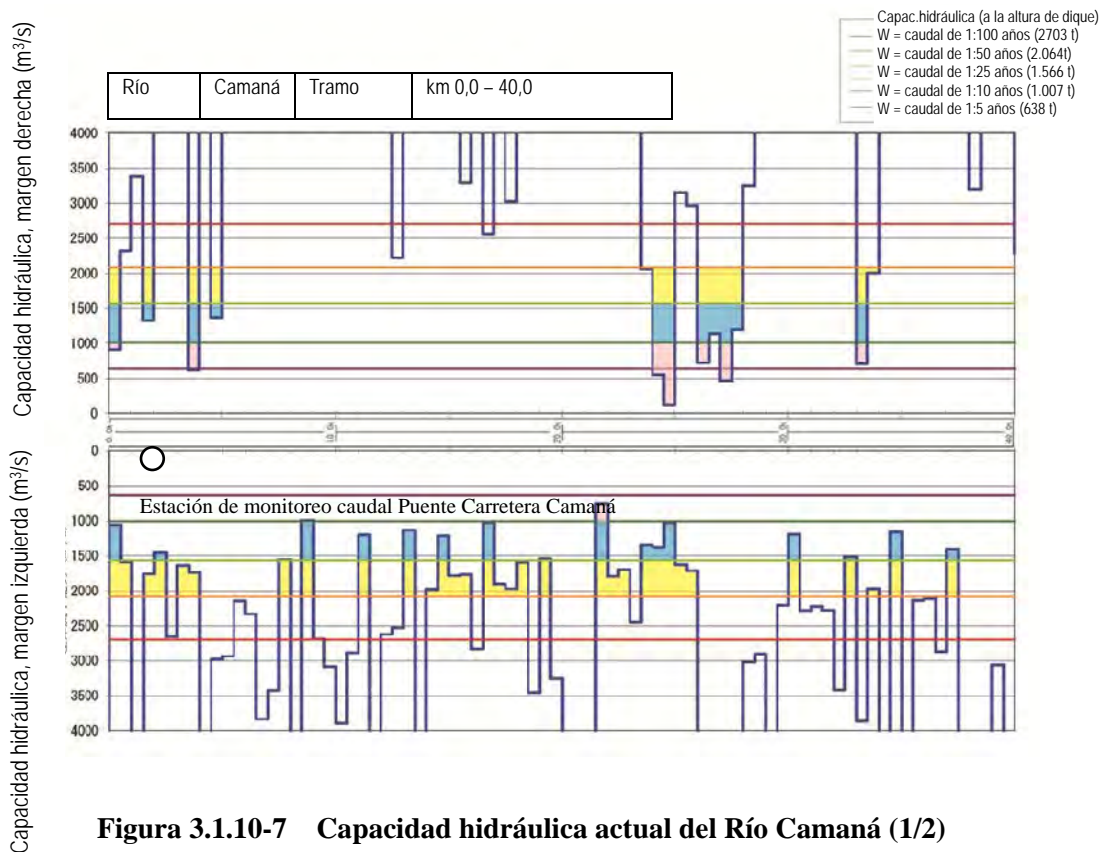 Capac.hidráulica (a la altura de dique)
W = caudal de 1:100 años (2703 t)
W = caudal de 1:50 años (2.064t)
W = caudal de 1:25 años (1.566 t)
W = caudal de 1:10 años (1.007 t)
W = caudal de 1:5 años (638 t)
Río Camaná Tramo km 0,0 – 40,0
Capacidad hidráulica, margen derecha (m³/s)
4000
3500
3000
2500
2000
1500
1000
500
0
0
500
1000
1500
2000
2500
3000
3500
4000
Capacidad hidráulica, margen izquierda (m³/s)
Estación de monitoreo caudal Puente Carretera Camaná
Figura 3.1.10-7 Capacidad hidráulica actual del Río Camaná (1/2)